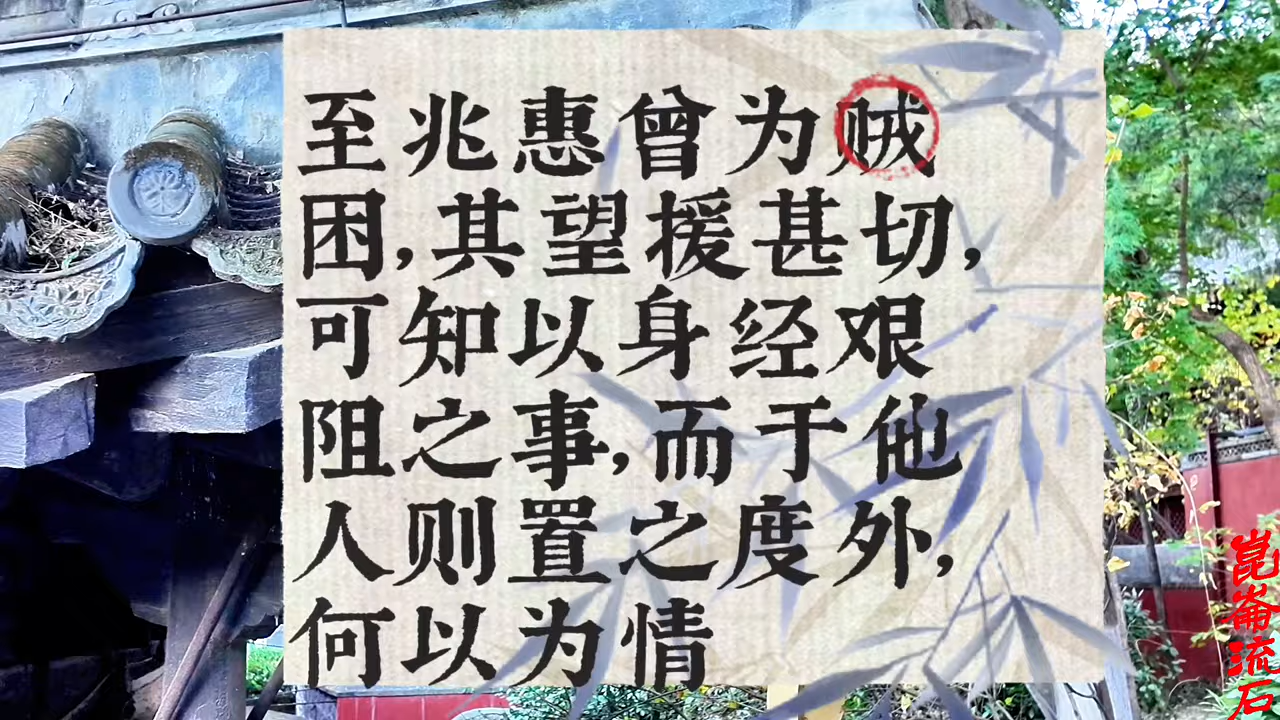 至兆惠曾为贼
困,其望援甚切,
可知以身经艰
阻之事,而于他
人则置之度外,
何以为情
崑崙流石